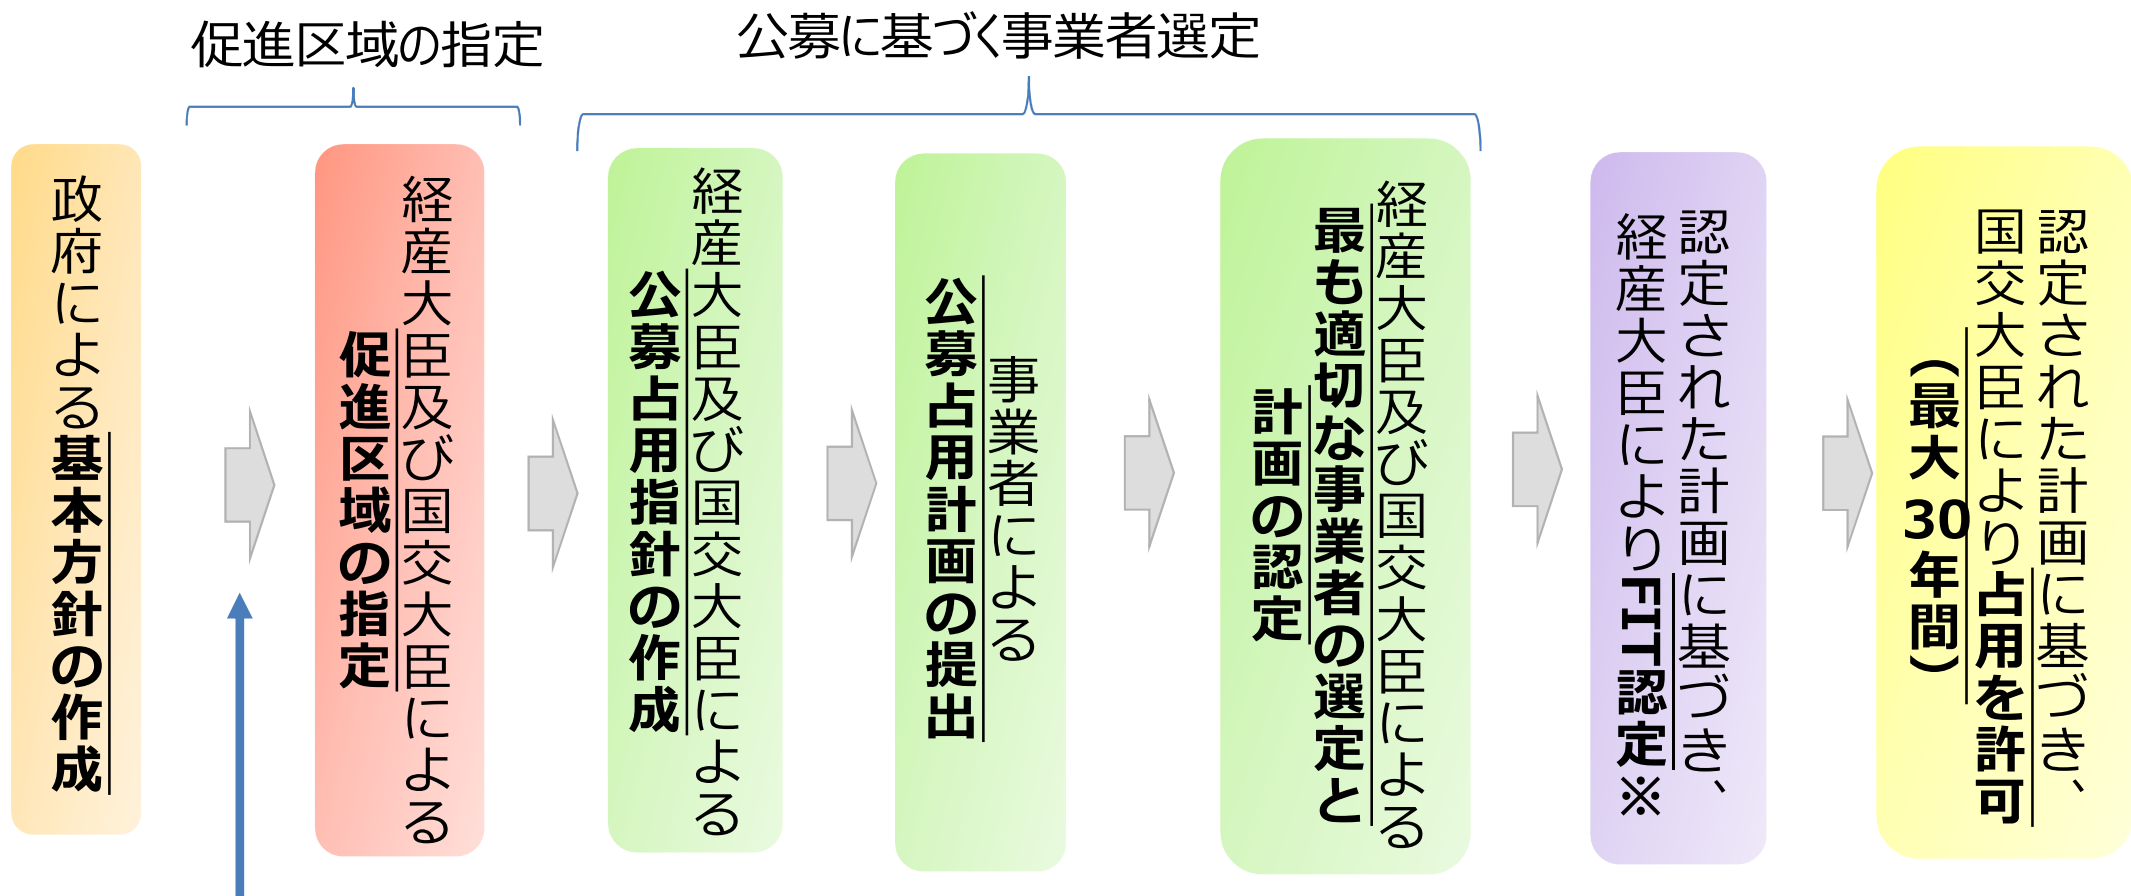 促進区域の指定
公募に基づく事業者選定
政府による基本方針の作成
経産大臣及び国交大臣による
促進区域の指定
経産大臣及び国交大臣による
公募占用指針の作成
事業者による
公募占用計画の提出
経産大臣及び国交大臣による
最も適切な事業者の選定と
計画の認定
認定された計画に基づき、
経産大臣によりFIT認定※
認定された計画に基づき、
国交大臣により占用を許可
（最大30年間）